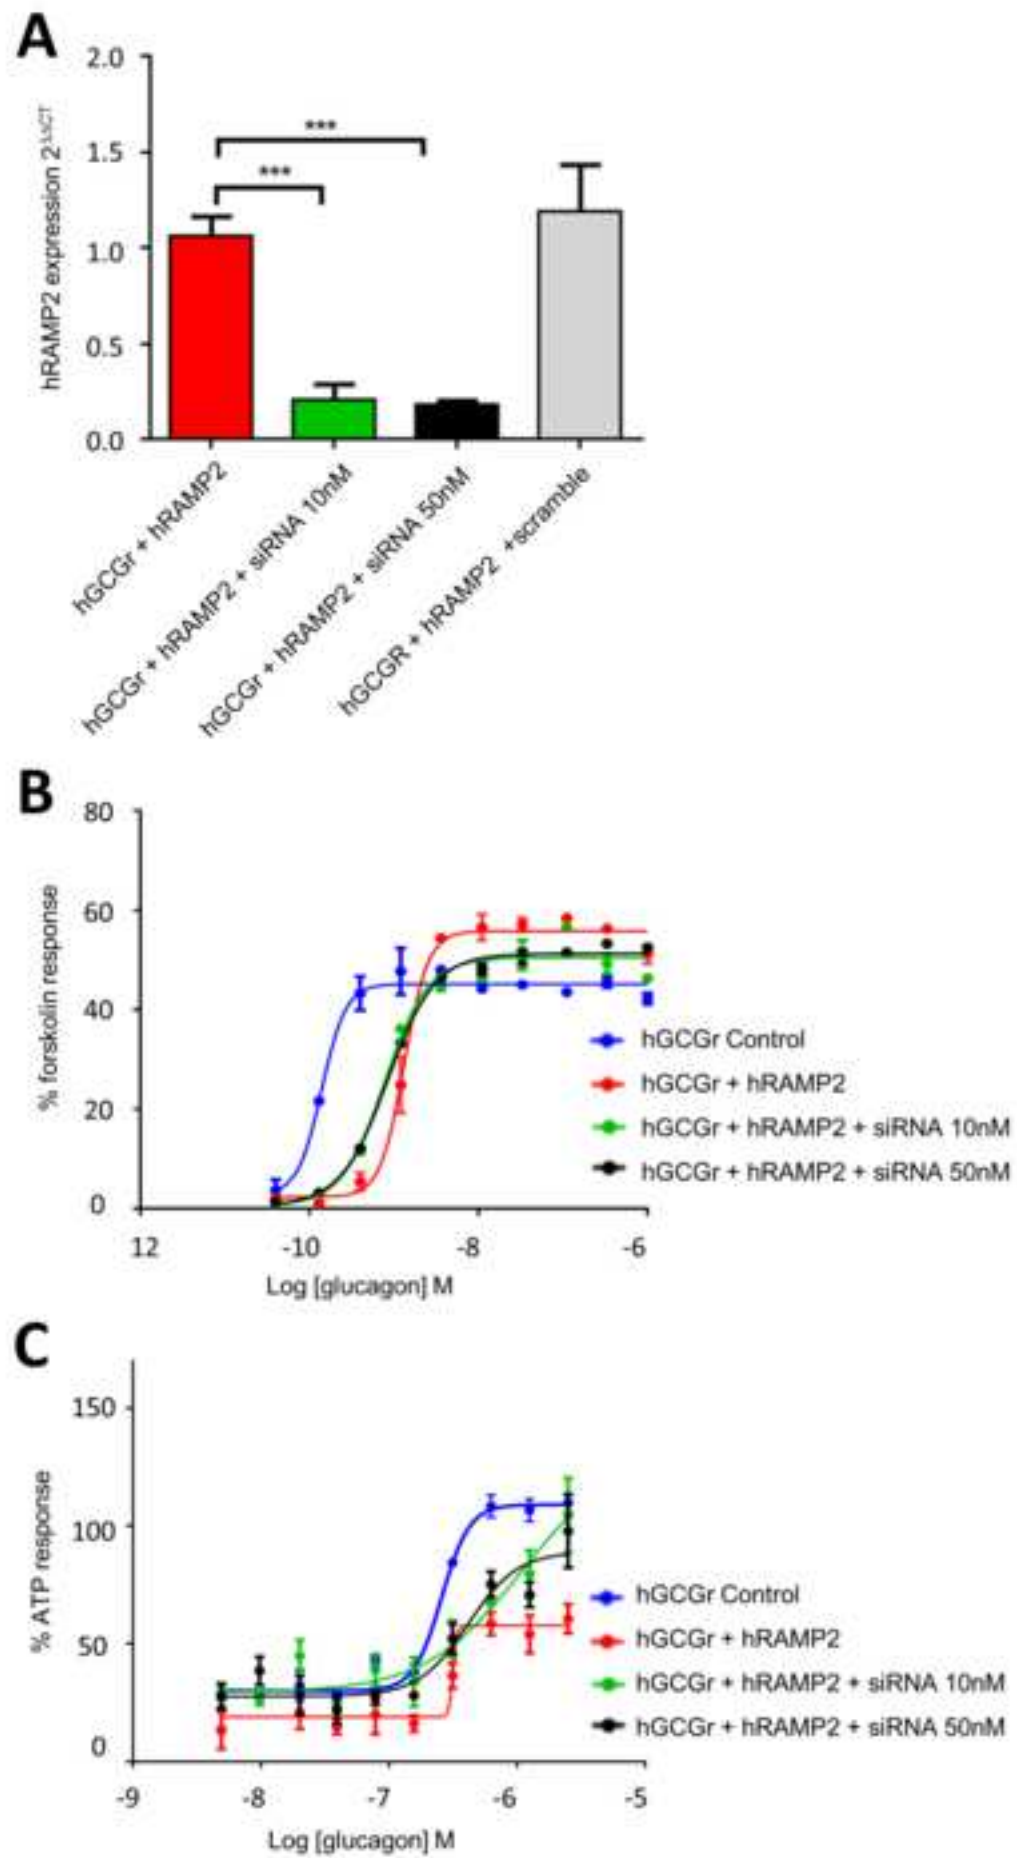 A
2.0
1.5
1.0
0.5
0.0
hRAMP2 expression 2^ΔΔCT
***
***
hGCGr + hRAMP2
hGCGr + hRAMP2 + siRNA 10nM
hGCGr + hRAMP2 + siRNA 50nM
hGCGR + hRAMP2 +scramble
B
80
60
40
20
0
% forskolin response
12 -10 -8 -6
Log [glucagon] M
hGCGr Control
hGCGr + hRAMP2
hGCGr + hRAMP2 + siRNA 10nM
hGCGr + hRAMP2 + siRNA 50nM
C
150
100
50
0
% ATP response
-9 -8 -7 -6 -5
Log [glucagon] M
hGCGr Control
hGCGr + hRAMP2
hGCGr + hRAMP2 + siRNA 10nM
hGCGr + hRAMP2 + siRNA 50nM